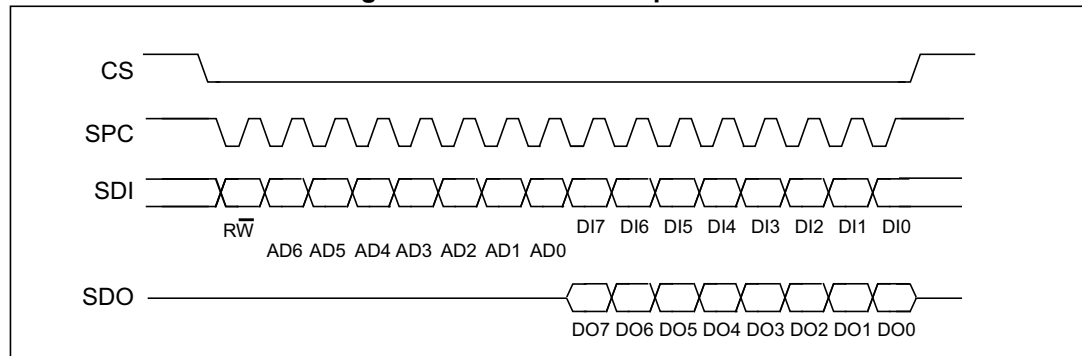 CS
SPC
SDI
RW̅ DI7 DI6 DI5 DI4 DI3 DI2 DI1 DI0
AD6 AD5 AD4 AD3 AD2 AD1 AD0
SDO
DO7 DO6 DO5 DO4 DO3 DO2 DO1 DO0